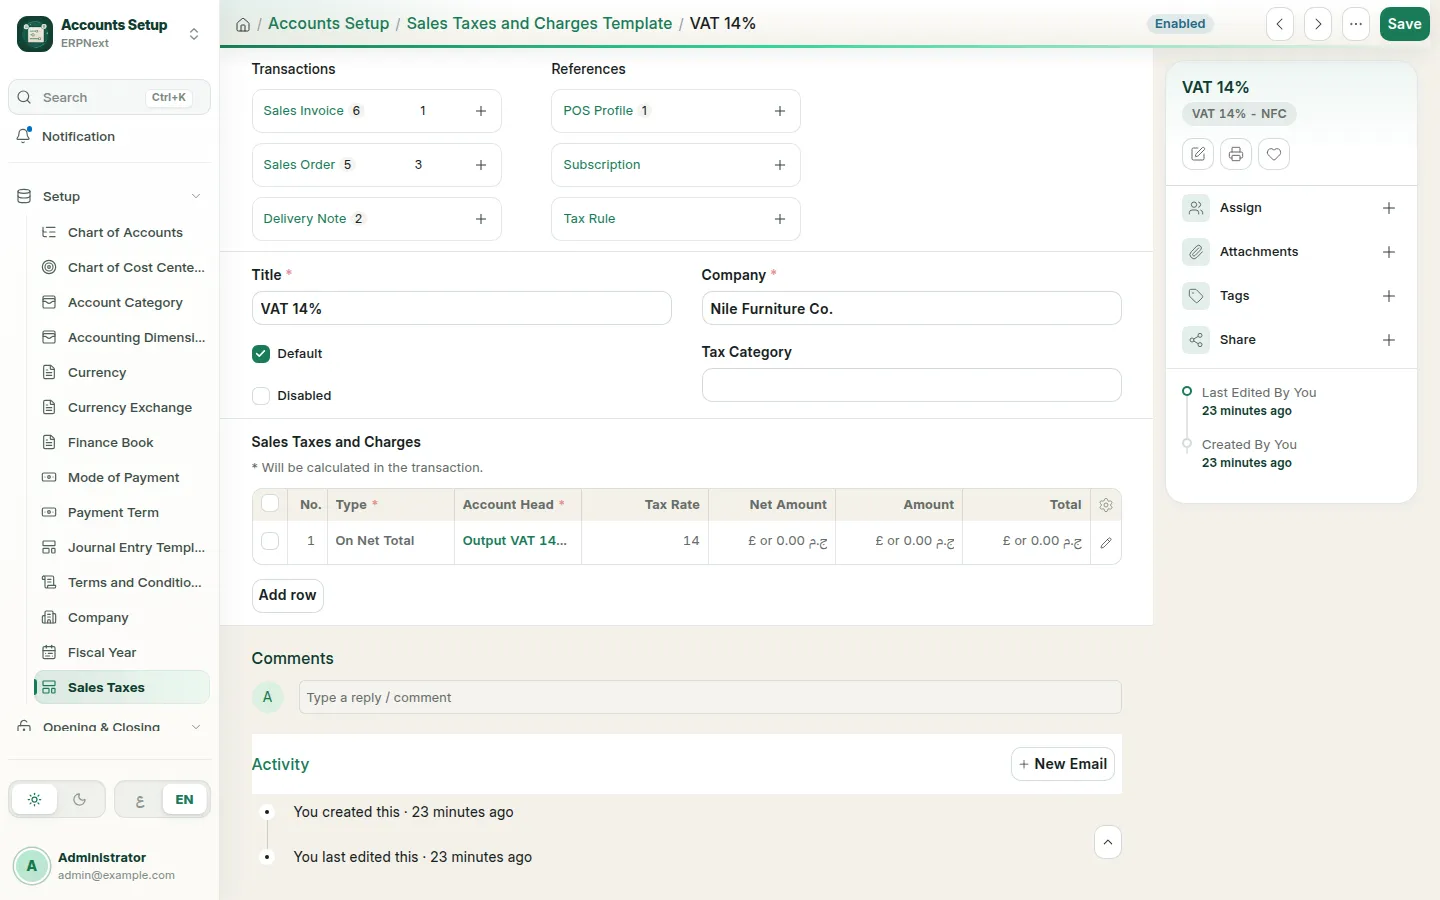 Accounts Setup
ERPNext
Search Ctrl+K
Notification
Setup
Chart of Accounts
Chart of Cost Cente...
Account Category
Accounting Dimensi...
Currency
Currency Exchange
Finance Book
Mode of Payment
Payment Term
Journal Entry Templ...
Terms and Conditio...
Company
Fiscal Year
Sales Taxes
Opening & Closing
ع EN
A
Administrator
admin@example.com
/ Accounts Setup / Sales Taxes and Charges Template / VAT 14%
Enabled
Save
Transactions References
Sales Invoice 6 1 +
POS Profile 1 +
Sales Order 5 3 +
Subscription +
Delivery Note 2 +
Tax Rule +
Title * Company *
VAT 14% Nile Furniture Co.
Default
Tax Category
Disabled
Sales Taxes and Charges
* Will be calculated in the transaction.
No. Type * Account Head * Tax Rate Net Amount Amount Total
1 On Net Total Output VAT 14... 14 £ or 0.00 ج.م £ or 0.00 ج.م £ or 0.00 ج.م
Add row
Comments
A Type a reply / comment
Activity + New Email
You created this · 23 minutes ago
You last edited this · 23 minutes ago
VAT 14%
VAT 14% - NFC
Assign +
Attachments +
Tags +
Share +
Last Edited By You
23 minutes ago
Created By You
23 minutes ago